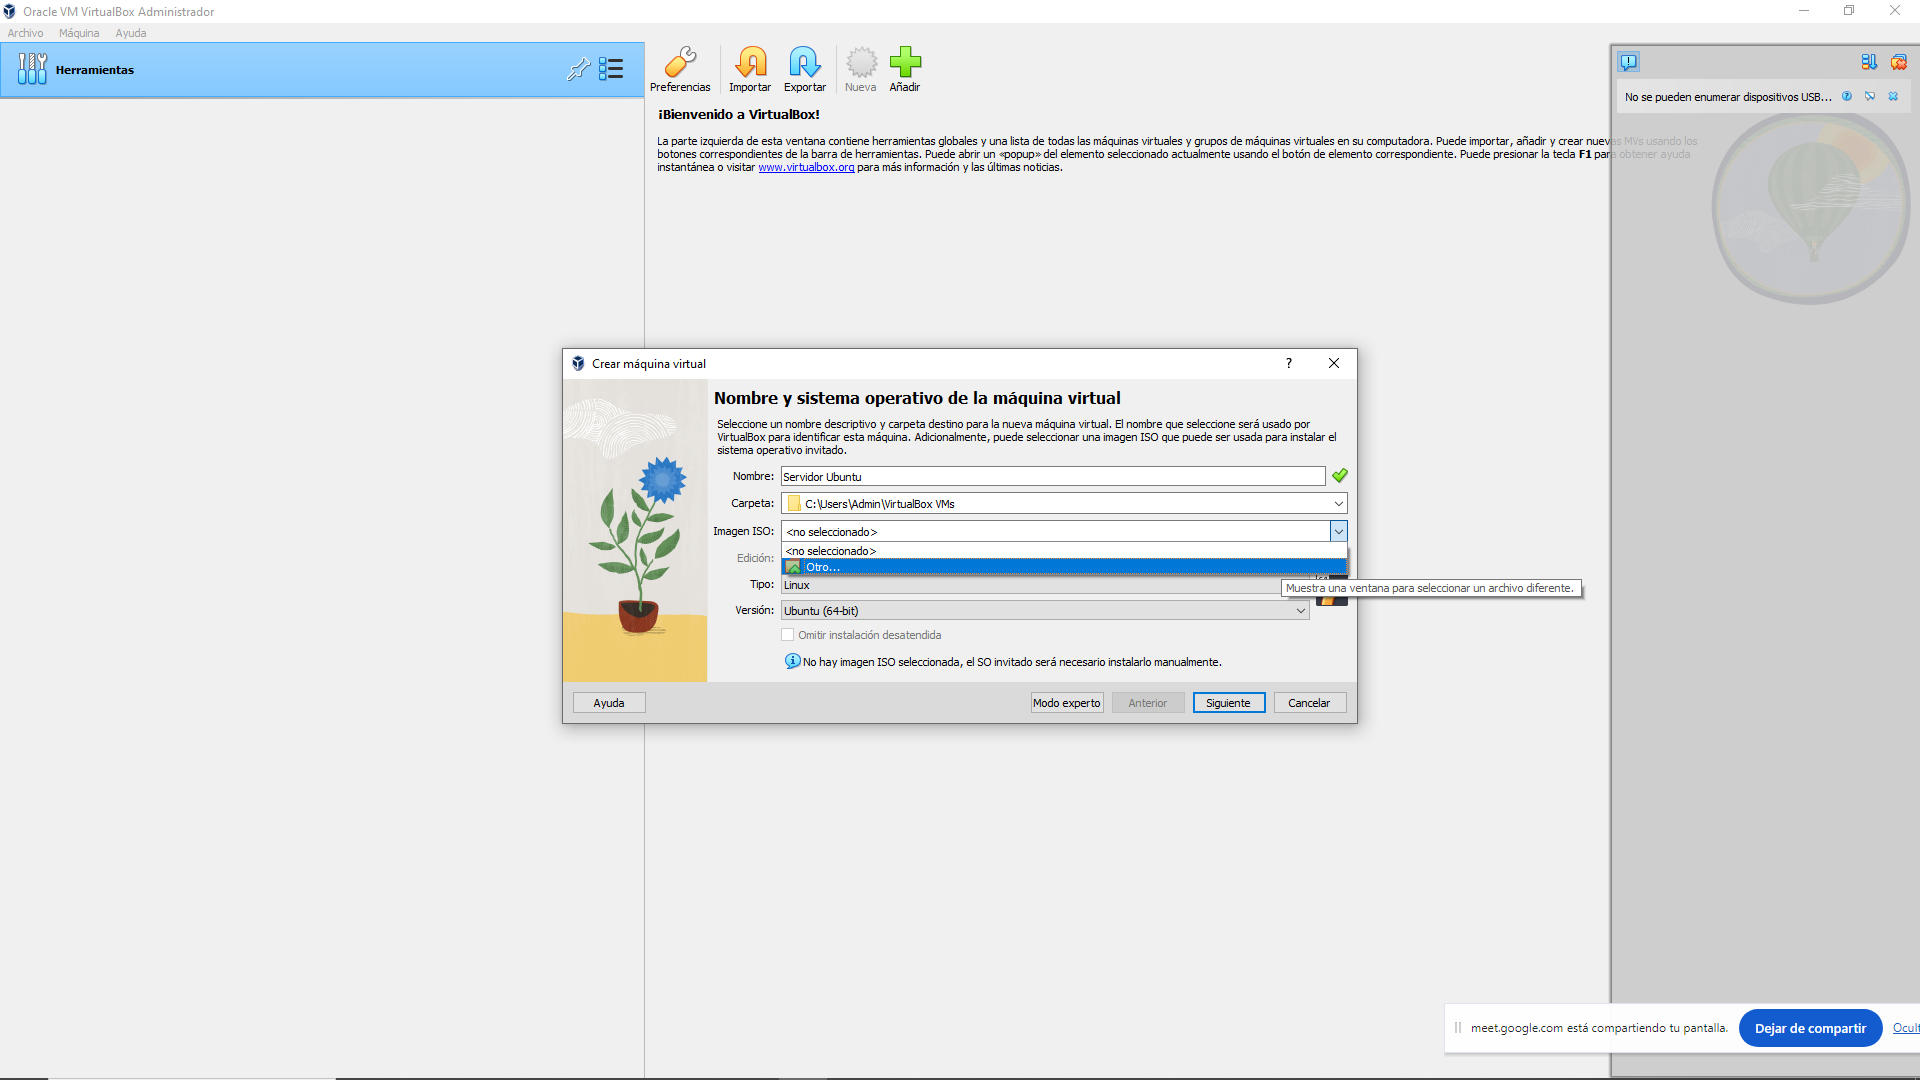 Oracle VM VirtualBox Administrador
Archivo Máquina Ayuda
Herramientas
Preferencias Importar Exportar Nueva Añadir
¡Bienvenido a VirtualBox!
La parte izquierda de esta ventana contiene herramientas globales y una lista de todas las máquinas virtuales y grupos de máquinas virtuales en su computadora. Puede importar, añadir y crear nuevas MVs usando los
botones correspondientes de la barra de herramientas. Puede abrir un «popup» del elemento seleccionado actualmente usando el botón de elemento correspondiente. Puede presionar la tecla F1 para obtener ayuda
instantánea o visitar www.virtualbox.org para más información y las últimas noticias.
No se pueden enumerar dispositivos USB...
Crear máquina virtual
Nombre y sistema operativo de la máquina virtual
Seleccione un nombre descriptivo y carpeta destino para la nueva máquina virtual. El nombre que seleccione será usado por
VirtualBox para identificar esta máquina. Adicionalmente, puede seleccionar una imagen ISO que puede ser usada para instalar el
sistema operativo invitado.
Nombre: Servidor Ubuntu
Carpeta: C:\Users\Admin\VirtualBox VMs
Imagen ISO: <no seleccionado>
<no seleccionado>
Edición: Otro...
Tipo: Linux
Muestra una ventana para seleccionar un archivo diferente.
Versión: Ubuntu (64-bit)
Omitir instalación desatendida
No hay imagen ISO seleccionada, el SO invitado será necesario instalarlo manualmente.
Ayuda Modo experto Anterior Siguiente Cancelar
meet.google.com está compartiendo tu pantalla. Dejar de compartir Ocult